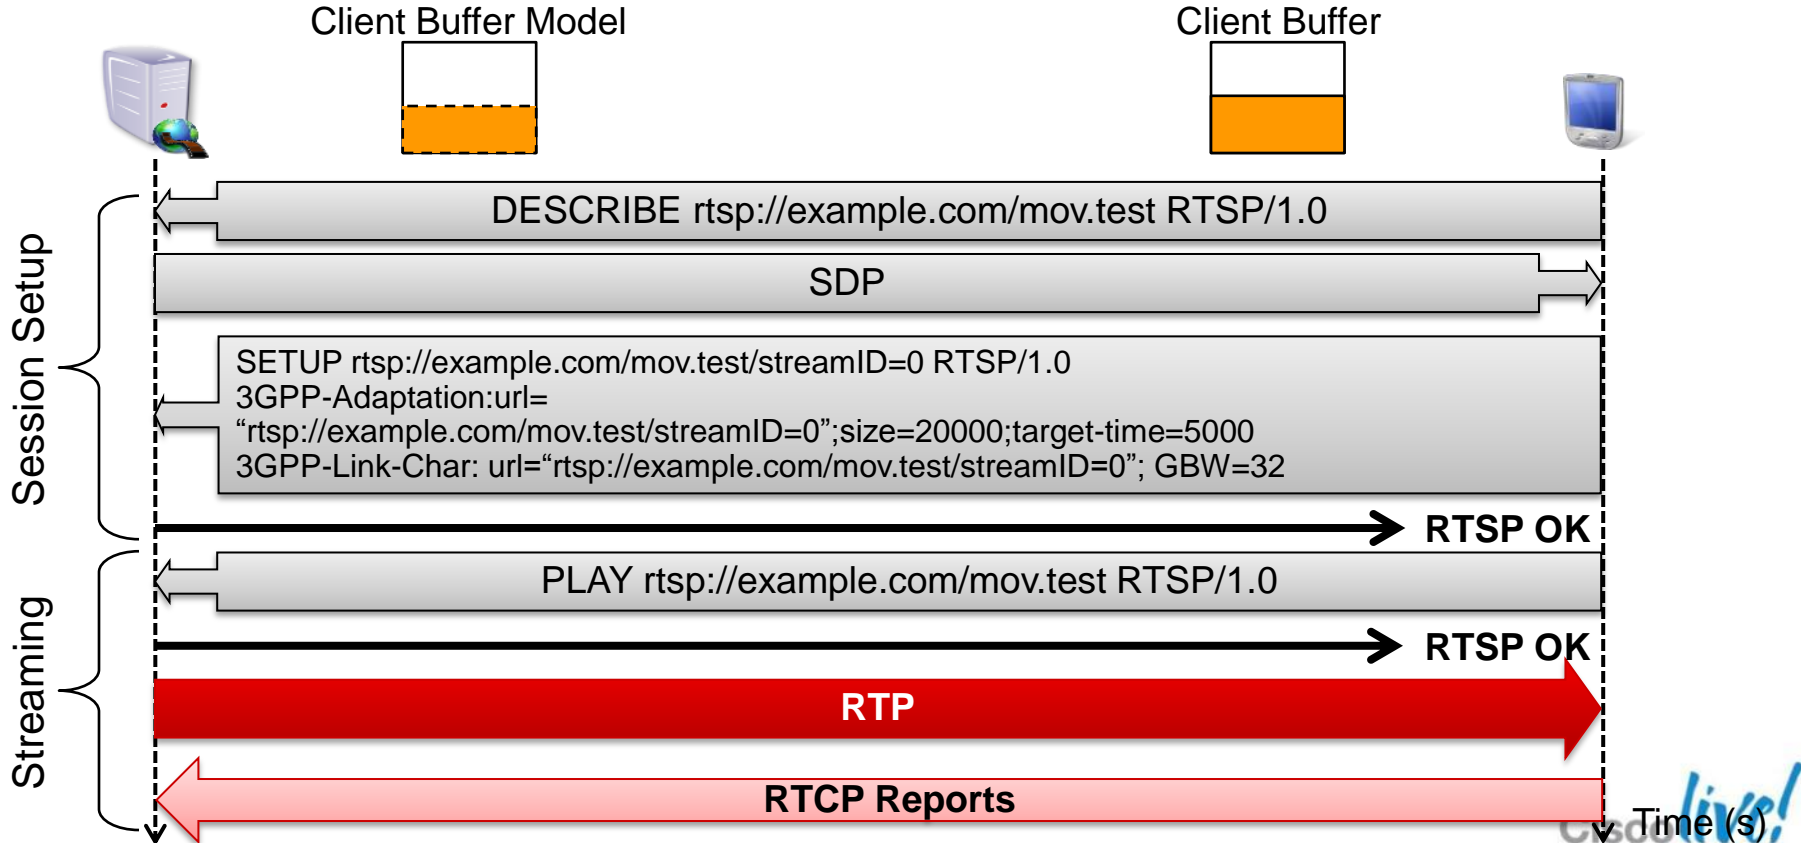 Client Buffer Model
Client Buffer
Session Setup
DESCRIBE rtsp://example.com/mov.test RTSP/1.0
SDP
SETUP rtsp://example.com/mov.test/streamID=0 RTSP/1.0
3GPP-Adaptation:url=
“rtsp://example.com/mov.test/streamID=0”;size=20000;target-time=5000
3GPP-Link-Char: url=“rtsp://example.com/mov.test/streamID=0”; GBW=32
RTSP OK
Streaming
PLAY rtsp://example.com/mov.test RTSP/1.0
RTSP OK
RTP
RTCP Reports
Time (s)
Cisco live!